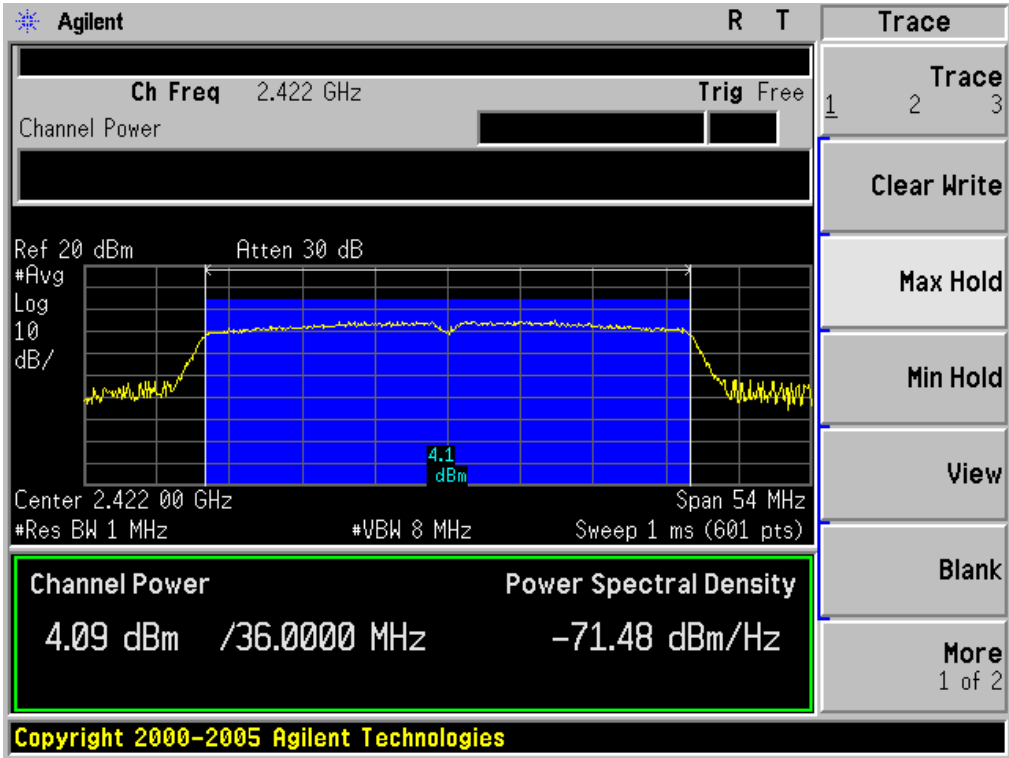 Agilent R T
Ch Freq 2.422 GHz Trig Free
Channel Power
Ref 20 dBm Atten 30 dB
#Avg
Log
10
dB/
4.1
dBm
Center 2.422 00 GHz Span 54 MHz
#Res BW 1 MHz #VBW 8 MHz Sweep 1 ms (601 pts)
Channel Power Power Spectral Density
4.09 dBm /36.0000 MHz -71.48 dBm/Hz
Copyright 2000-2005 Agilent Technologies
Trace
Trace
1 2 3
Clear Write
Max Hold
Min Hold
View
Blank
More
1 of 2